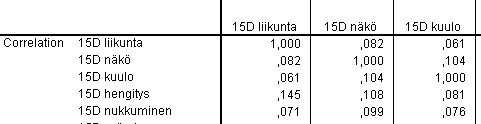 15D liikunta 15D näkö 15D kuulo
Correlation 15D liikunta 1,000 ,082 ,061
15D näkö ,082 1,000 ,104
15D kuulo ,061 ,104 1,000
15D hengitys ,145 ,108 ,081
15D nukkuminen ,071 ,099 ,076